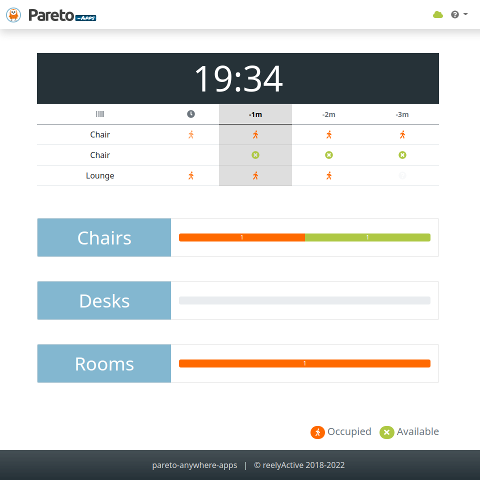 Pareto ANYWHERE APPS
19:34
-1m -2m -3m
Chair
Chair
Lounge
Chairs 1 1
Desks
Rooms 1
Occupied Available
pareto-anywhere-apps | © reelyActive 2018-2022